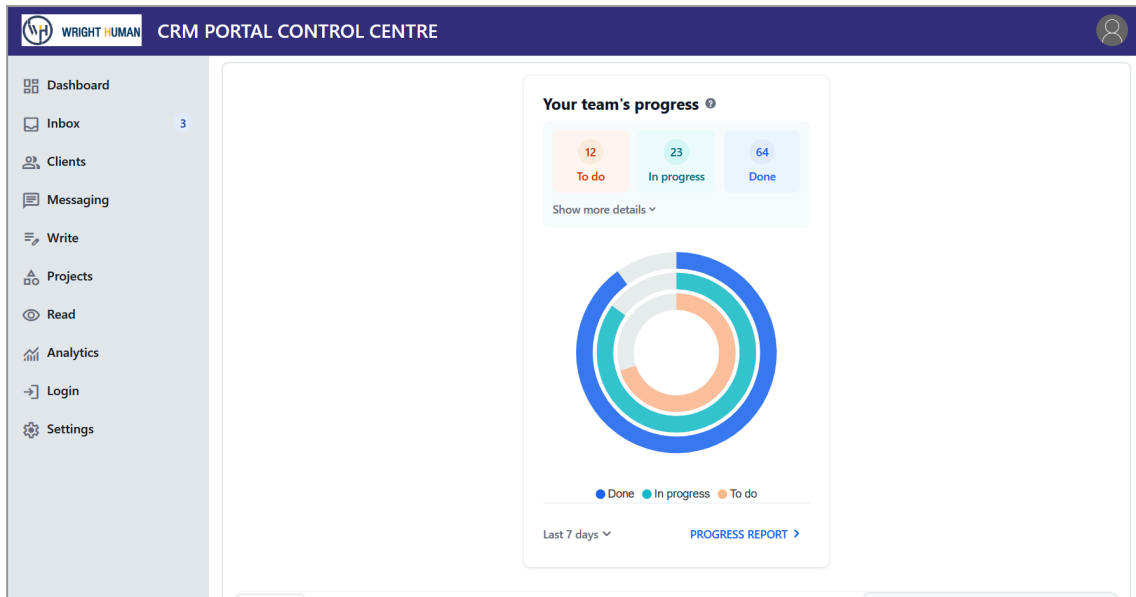 WH WRIGHT HUMAN CRM PORTAL CONTROL CENTRE
Dashboard
Inbox 3
Clients
Messaging
Write
Projects
Read
Analytics
Login
Settings
Your team's progress ?
12 23 64
To do In progress Done
Show more details
Done In progress To do
Last 7 days PROGRESS REPORT